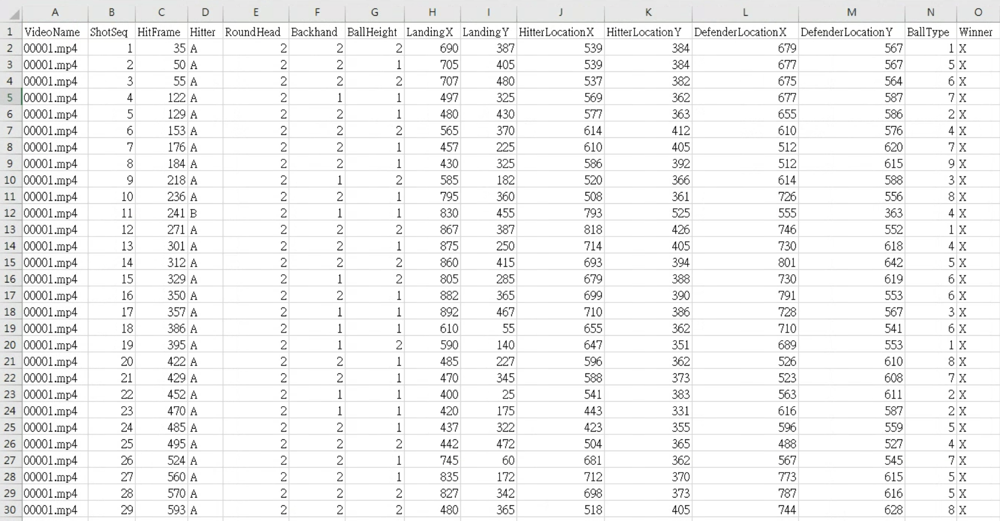 A B C D E F G H I J K L M N O
1 VideoName ShotSeq HitFrame Hitter RoundHead Backhand BallHeight LandingX LandingY HitterLocationX HitterLocationY DefenderLocationX DefenderLocationY BallType Winner
2 00001.mp4 1 35 A 2 2 2 690 387 539 384 679 567 1 X
3 00001.mp4 2 50 A 2 2 1 705 405 539 384 677 567 5 X
4 00001.mp4 3 55 A 2 2 2 707 480 537 382 675 564 6 X
5 00001.mp4 4 122 A 2 1 1 497 325 569 362 677 587 7 X
6 00001.mp4 5 129 A 2 2 1 480 430 577 363 655 586 2 X
7 00001.mp4 6 153 A 2 2 2 565 370 614 412 610 576 4 X
8 00001.mp4 7 176 A 2 2 1 457 225 610 405 512 620 7 X
9 00001.mp4 8 184 A 2 2 1 430 325 586 392 512 615 9 X
10 00001.mp4 9 218 A 2 1 2 585 182 520 366 614 588 3 X
11 00001.mp4 10 236 A 2 2 1 795 360 508 361 726 556 8 X
12 00001.mp4 11 241 B 2 1 1 830 455 793 525 555 363 4 X
13 00001.mp4 12 271 A 2 2 2 867 387 818 426 746 552 1 X
14 00001.mp4 13 301 A 2 2 1 875 250 714 405 730 618 4 X
15 00001.mp4 14 312 A 2 2 2 860 415 693 394 801 642 5 X
16 00001.mp4 15 329 A 2 1 2 805 285 679 388 730 619 6 X
17 00001.mp4 16 350 A 2 2 1 882 365 699 390 791 553 6 X
18 00001.mp4 17 357 A 2 1 1 892 467 710 386 728 567 3 X
19 00001.mp4 18 386 A 2 1 1 610 55 655 362 710 541 6 X
20 00001.mp4 19 395 A 2 1 2 590 140 647 351 689 553 1 X
21 00001.mp4 20 422 A 2 2 1 485 227 596 362 526 610 8 X
22 00001.mp4 21 429 A 2 2 1 470 345 588 373 523 608 7 X
23 00001.mp4 22 452 A 2 1 1 400 25 541 383 563 611 2 X
24 00001.mp4 23 470 A 2 1 1 420 175 443 331 616 587 2 X
25 00001.mp4 24 485 A 2 2 1 437 322 423 355 596 559 5 X
26 00001.mp4 25 495 A 2 2 2 442 472 504 365 488 527 4 X
27 00001.mp4 26 524 A 2 2 1 745 60 681 362 567 545 7 X
28 00001.mp4 27 560 A 2 2 1 835 172 712 370 773 615 5 X
29 00001.mp4 28 570 A 2 2 2 827 342 698 373 787 616 5 X
30 00001.mp4 29 593 A 2 2 2 480 365 518 405 744 628 8 X